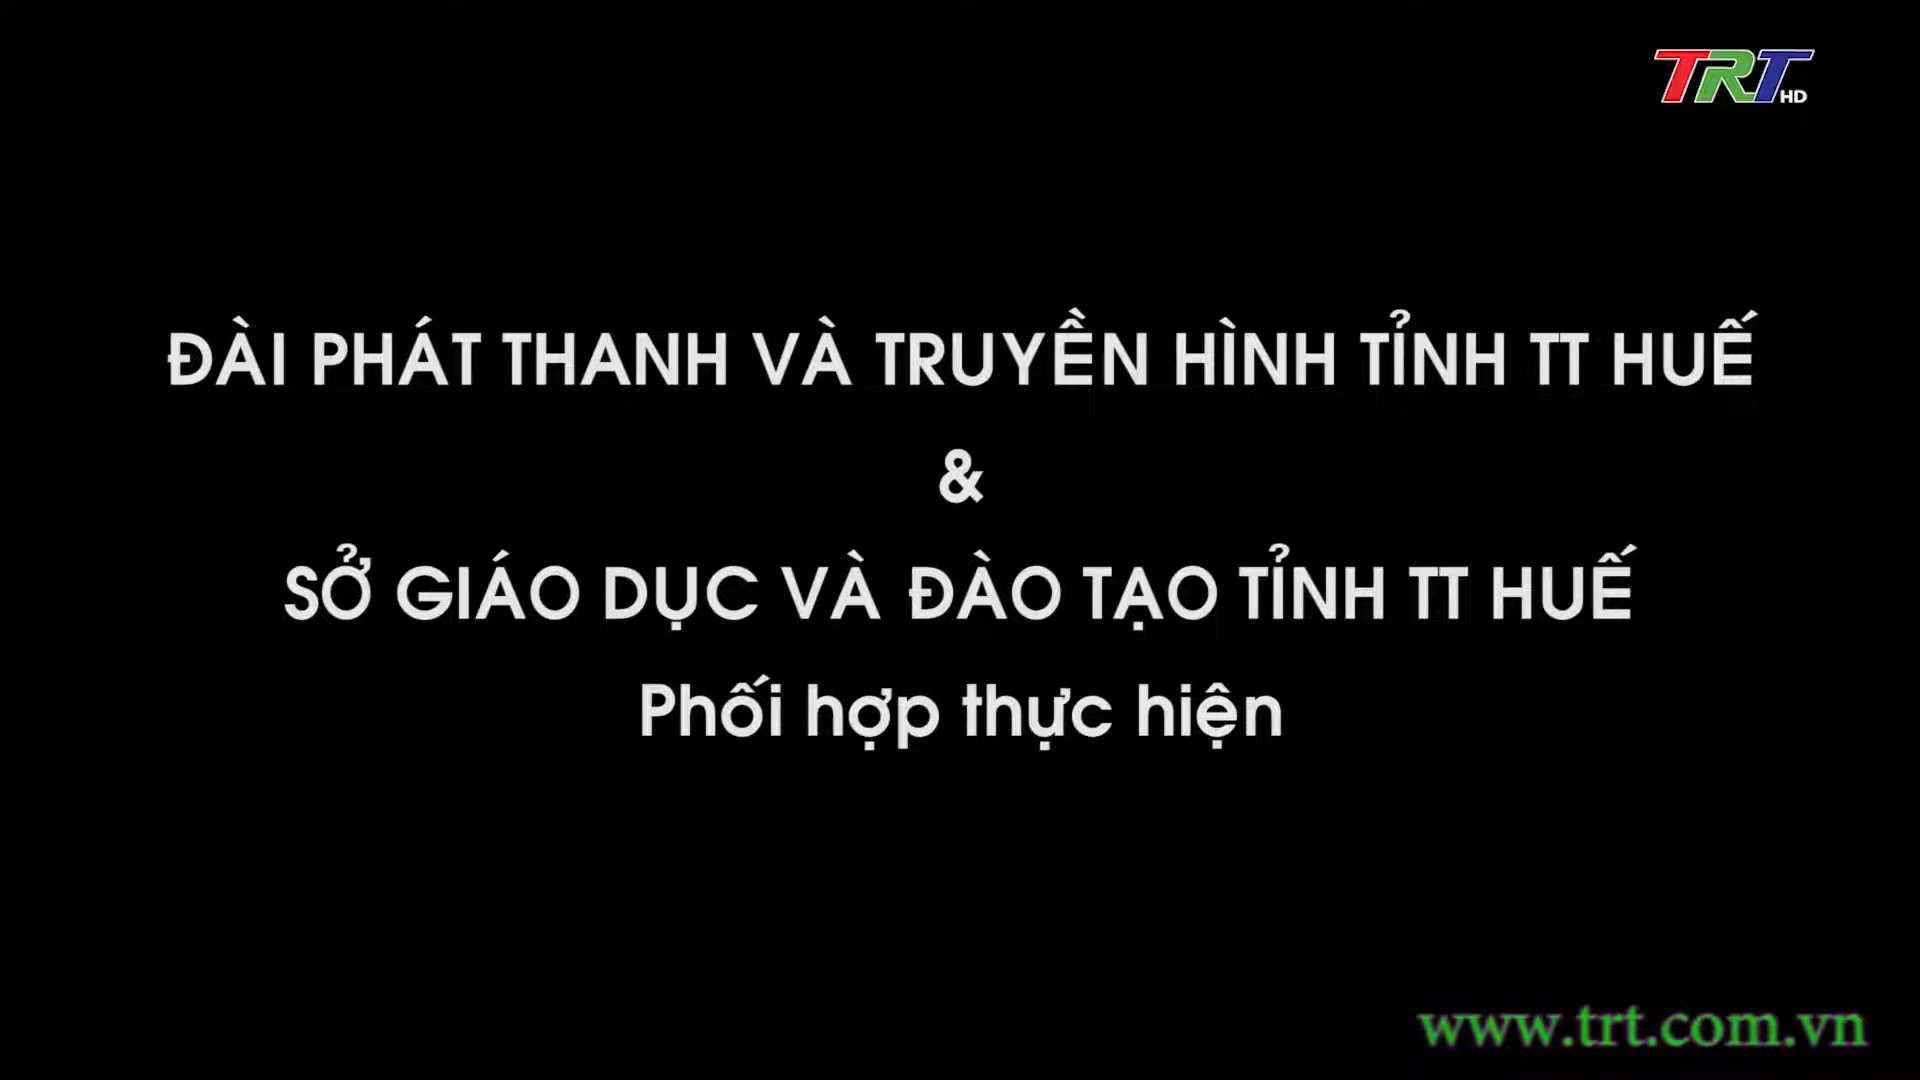 TRT HD
ĐÀI PHÁT THANH VÀ TRUYỀN HÌNH TỈNH TT HUẾ
&
SỞ GIÁO DỤC VÀ ĐÀO TẠO TỈNH TT HUẾ
Phối hợp thực hiện
www.trt.com.vn